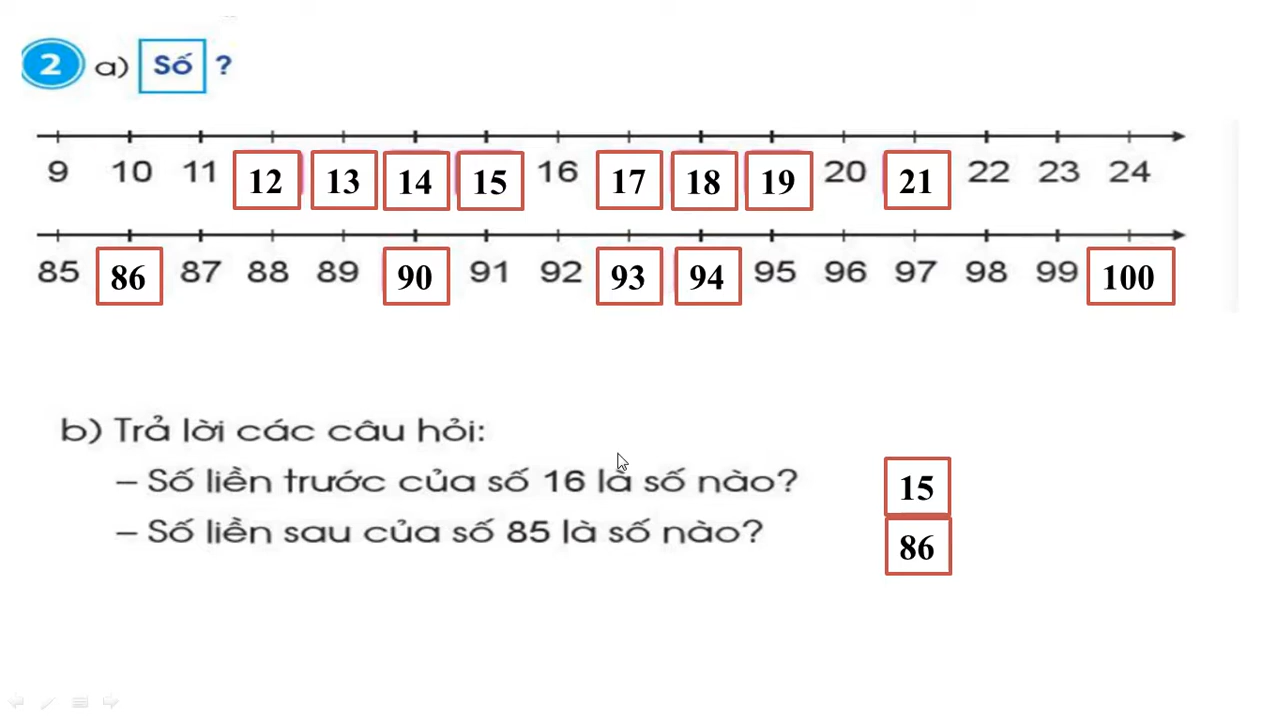 2 a) Số ?
9 10 11 12 13 14 15 16 17 18 19 20 21 22 23 24
85 86 87 88 89 90 91 92 93 94 95 96 97 98 99 100
b) Trả lời các câu hỏi:
– Số liền trước của số 16 là số nào? 15
– Số liền sau của số 85 là số nào? 86